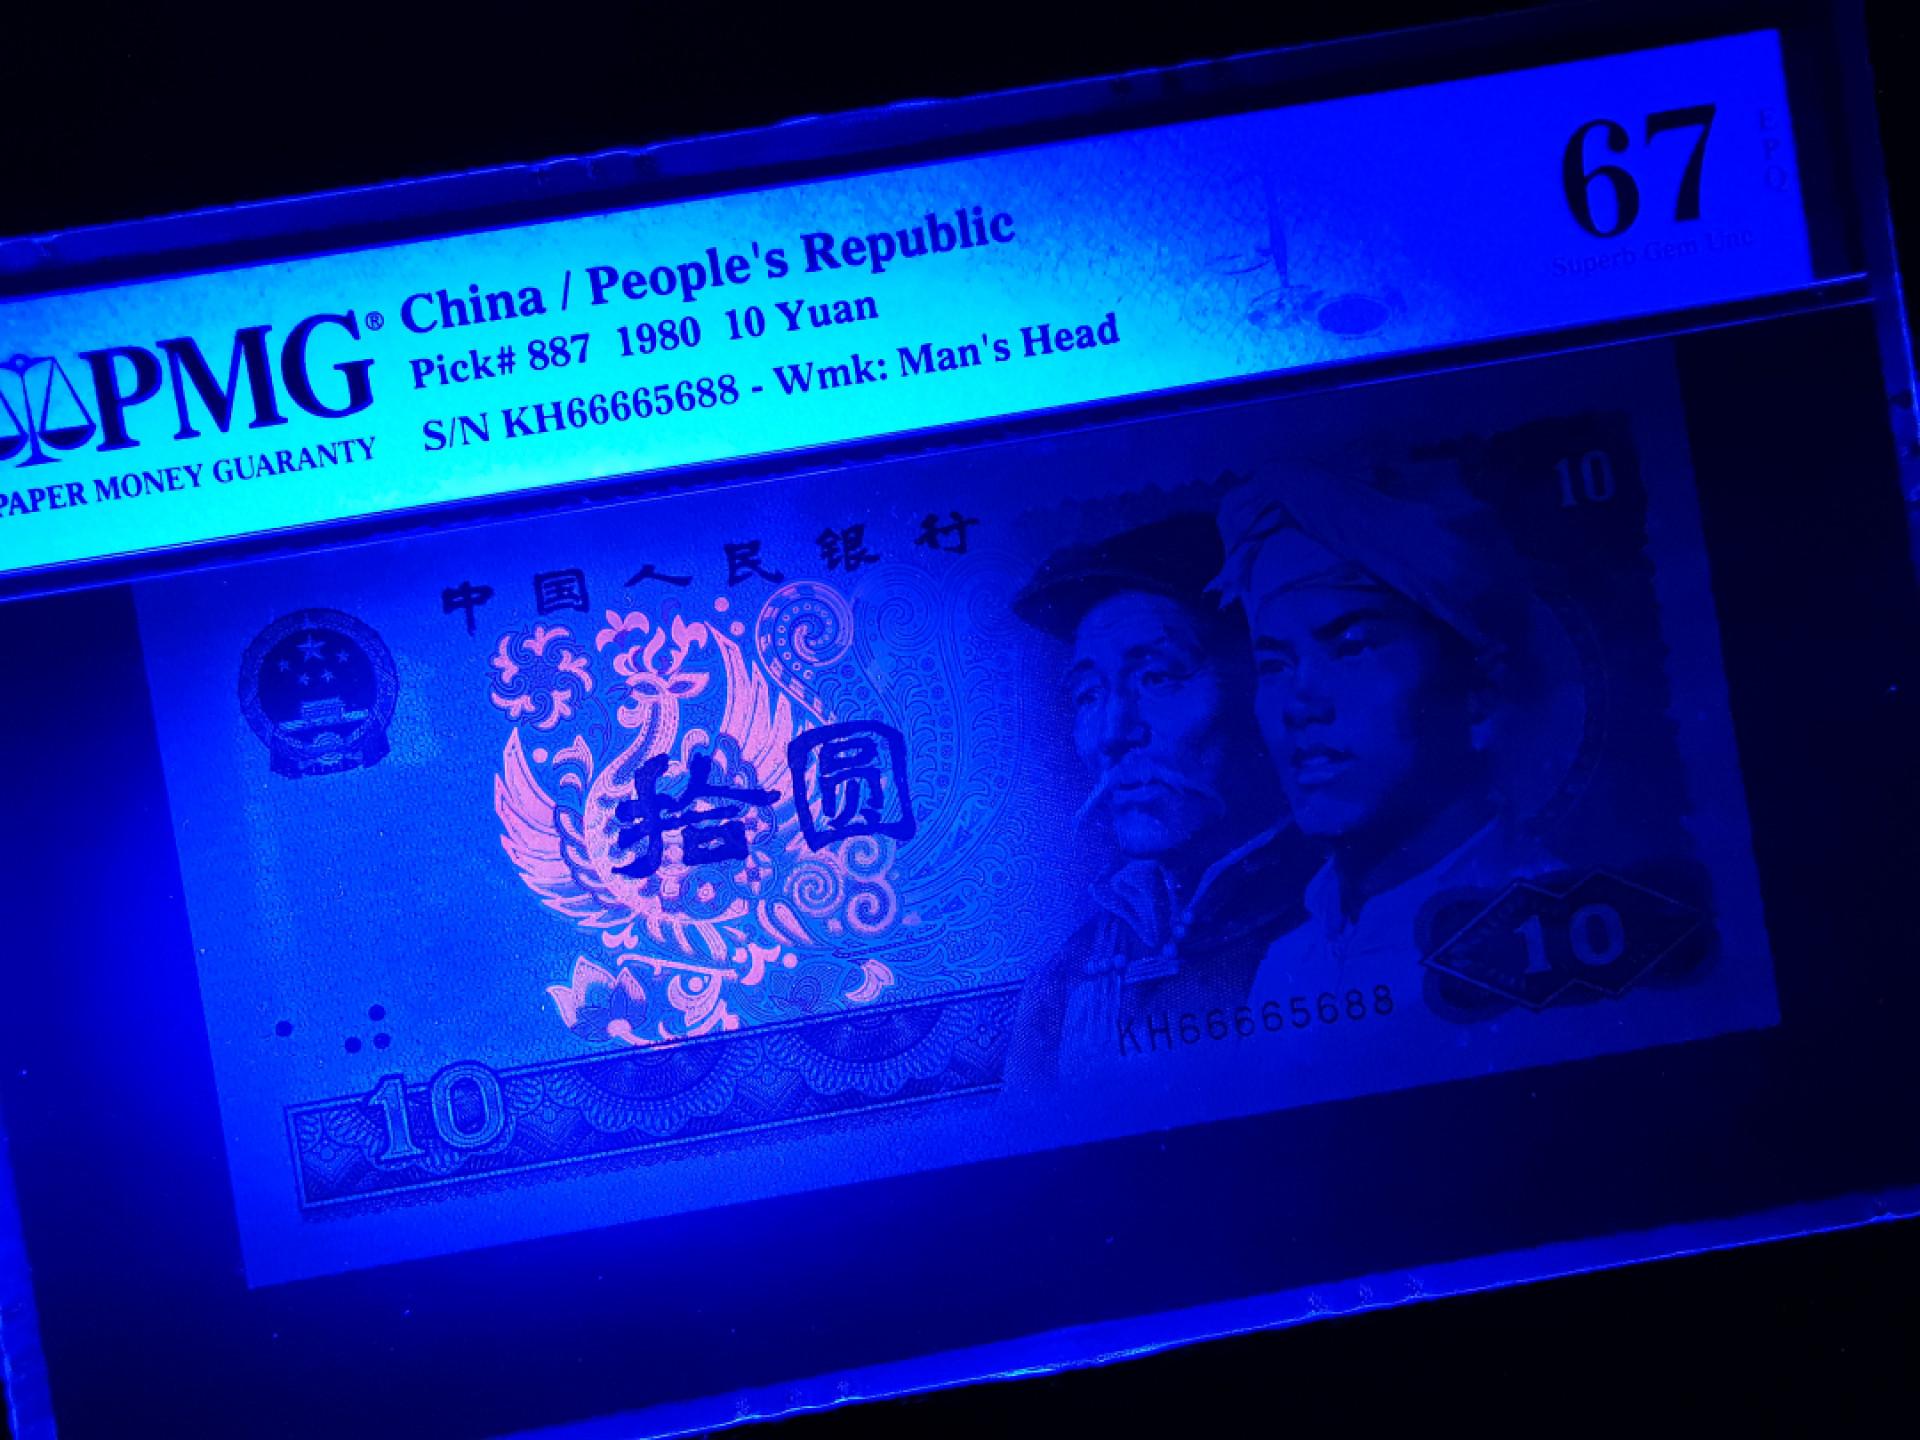 67
EPQ
Superb Gem Unc
PMG®
PAPER MONEY GUARANTY
China / People's Republic
Pick# 887 1980 10 Yuan
S/N KH66665688 - Wmk: Man's Head
中国人民银行
10
拾圆
10
KH66665688
10